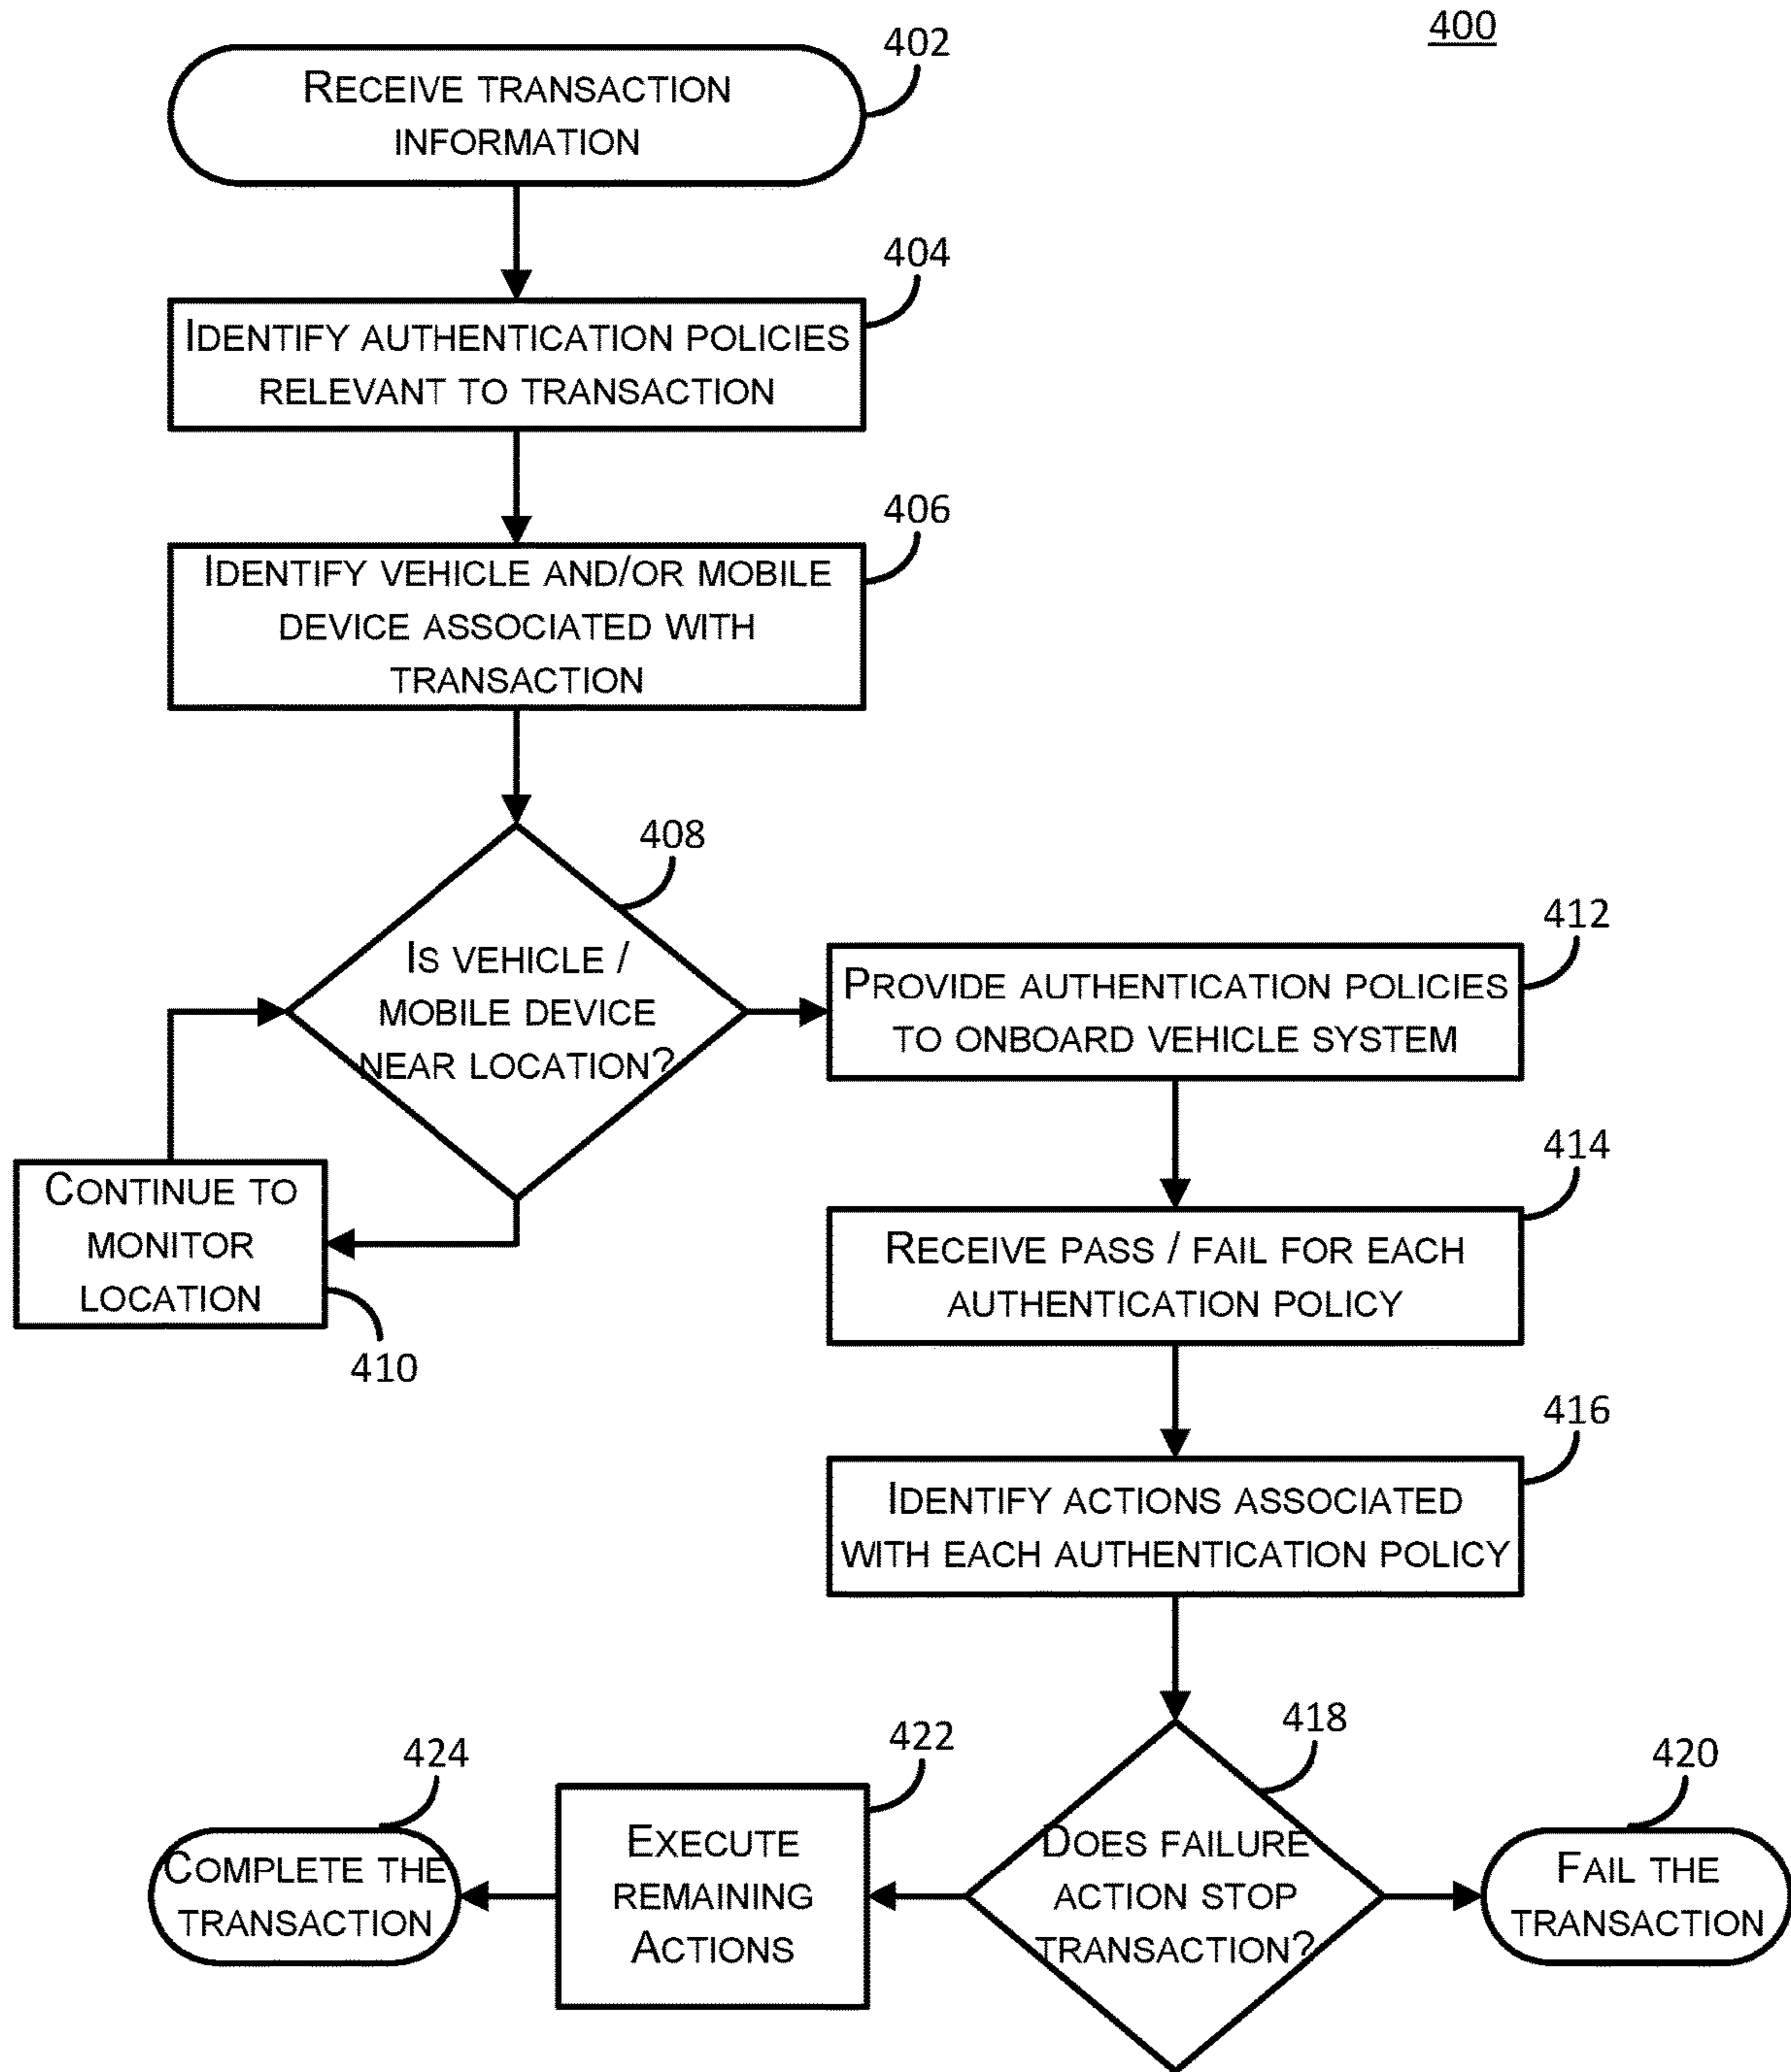 400
402
RECEIVE TRANSACTION
INFORMATION
404
IDENTIFY AUTHENTICATION POLICIES
RELEVANT TO TRANSACTION
406
IDENTIFY VEHICLE AND/OR MOBILE
DEVICE ASSOCIATED WITH
TRANSACTION
408
IS VEHICLE /
MOBILE DEVICE
NEAR LOCATION?
CONTINUE TO
MONITOR
LOCATION
410
412
PROVIDE AUTHENTICATION POLICIES
TO ONBOARD VEHICLE SYSTEM
414
RECEIVE PASS / FAIL FOR EACH
AUTHENTICATION POLICY
416
IDENTIFY ACTIONS ASSOCIATED
WITH EACH AUTHENTICATION POLICY
418
DOES FAILURE
ACTION STOP
TRANSACTION?
420
FAIL THE
TRANSACTION
422
EXECUTE
REMAINING
ACTIONS
424
COMPLETE THE
TRANSACTION